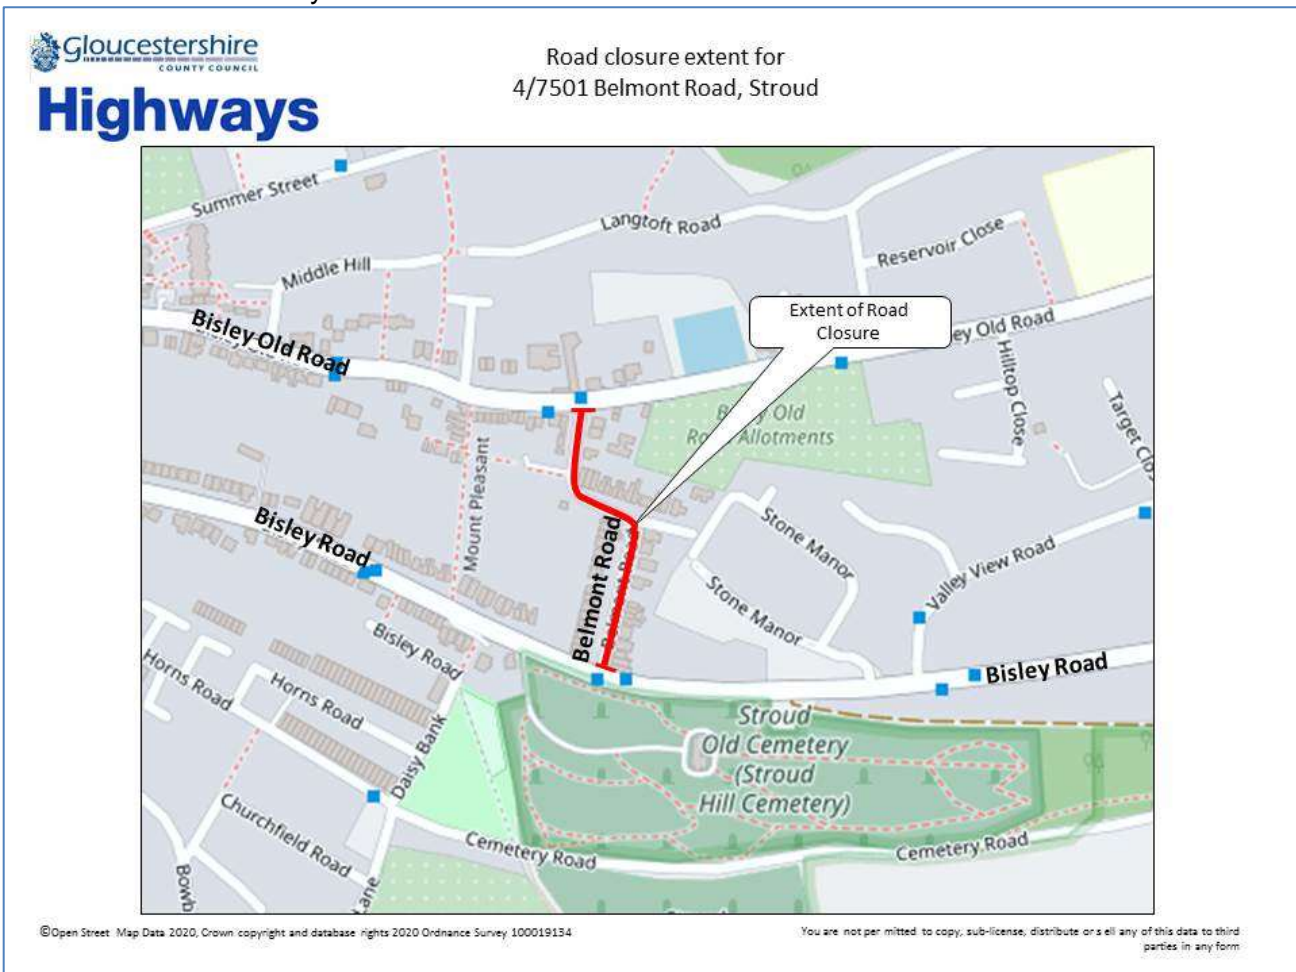 Gloucestershire
COUNTY COUNCIL
Highways
Road closure extent for
4/7501 Belmont Road, Stroud
Summer Street
Langtoft Road
Reservoir Close
Middle Hill
Extent of Road
Closure
Bisley Old Road
ey Old Road
Hilltop Close
Target Clos
Old
Allotments
Mount Pleasant
Bisley Road
Belmont Road
Belmont Road
Stone Manor
Valley View Road
Stone Manor
Bisley Road
Bisley Road
Horns Road
Horns Road
Daisy Bank
Stroud
Old Cemetery
(Stroud
Hill Cemetery)
Churchfield Road
Cemetery Road
Cemetery Road
Bowb
Lane
©Open Street Map Data 2020, Crown copyright and database rights 2020 Ordnance Survey 100019134
You are not per mitted to copy, sub-license, distribute or s ell any of this data to third
parties in any form